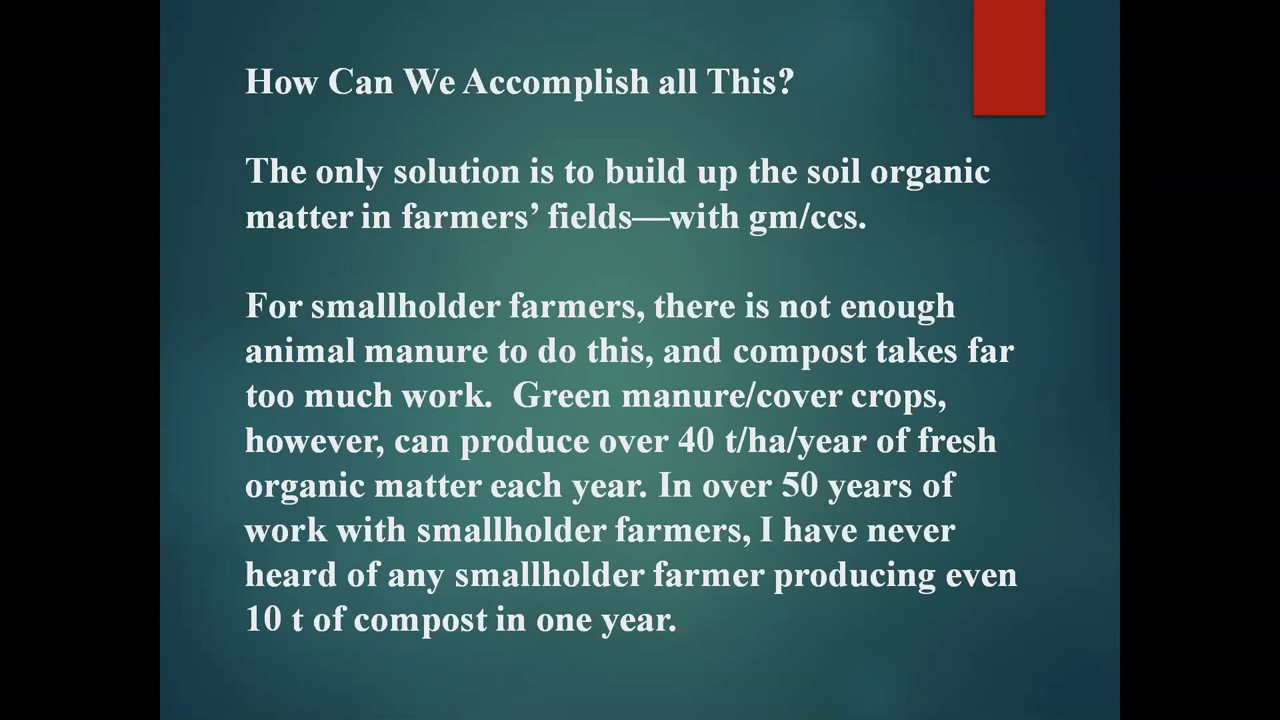 How Can We Accomplish all This?
The only solution is to build up the soil organic
matter in farmers’ fields—with gm/ccs.
For smallholder farmers, there is not enough
animal manure to do this, and compost takes far
too much work.  Green manure/cover crops,
however, can produce over 40 t/ha/year of fresh
organic matter each year. In over 50 years of
work with smallholder farmers, I have never
heard of any smallholder farmer producing even
10 t of compost in one year.